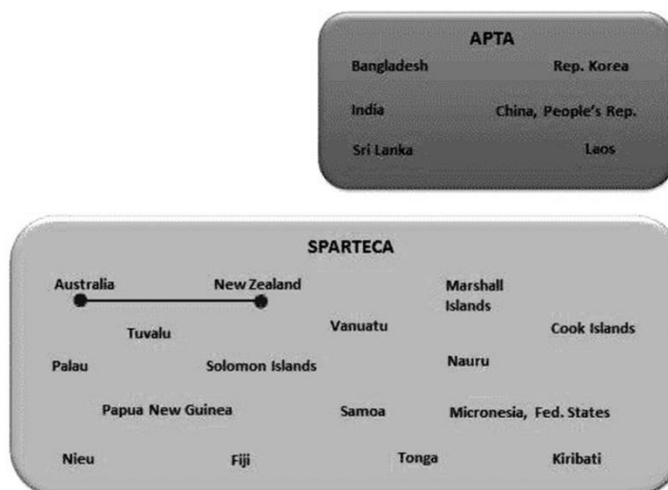 APTA
Bangladesh Rep. Korea
India China, People's Rep.
Sri Lanka Laos
SPARTECA
Australia New Zealand Marshall
Islands
Tuvalu Vanuatu Cook Islands
Palau Solomon Islands Nauru
Papua New Guinea Samoa Micronesia, Fed. States
Nieu Fiji Tonga Kiribati